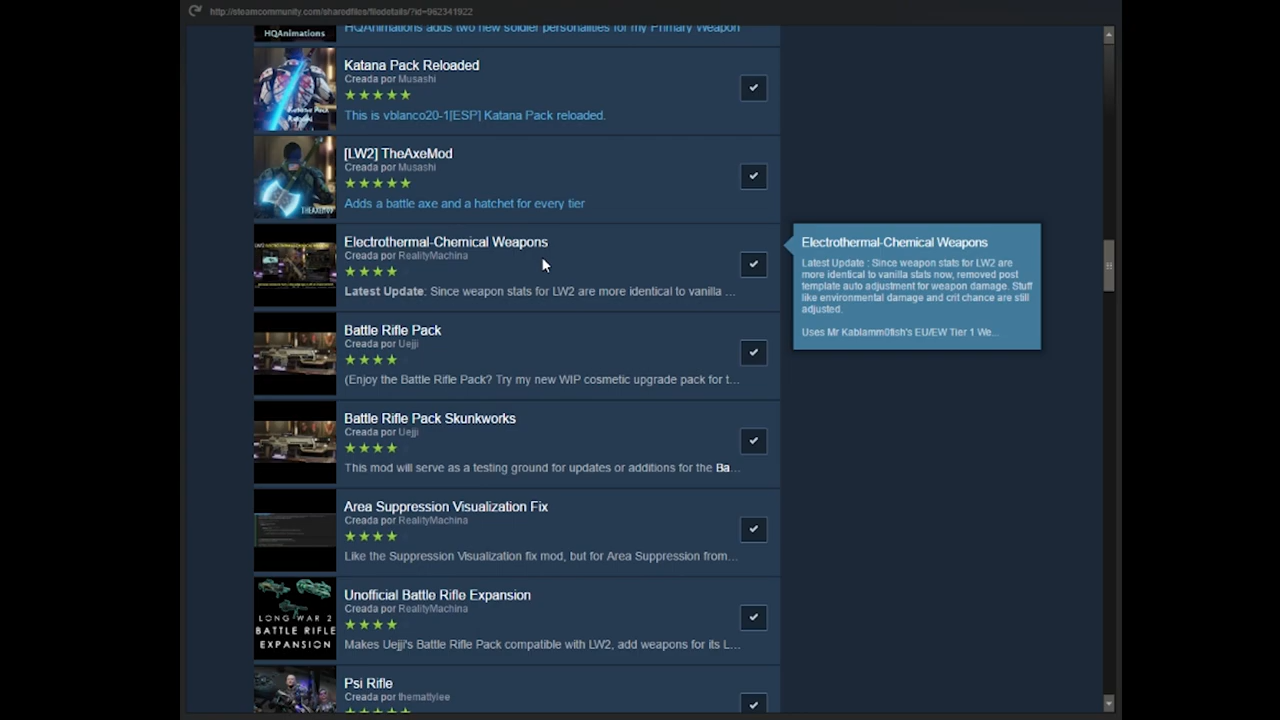 http://steamcommunity.com/sharedfiles/filedetails/?id=962341922
HQAnimations
HQAnimations adds two new soldier personalities for my Primary Weapon
Katana Pack Reloaded
Creada por Musashi
This is vblanco20-1[ESP] Katana Pack reloaded.
[LW2] TheAxeMod
Creada por Musashi
Adds a battle axe and a hatchet for every tier
THEAXEMOD
Electrothermal-Chemical Weapons
Creada por RealityMachina
Latest Update: Since weapon stats for LW2 are more identical to vanilla ...
Electrothermal-Chemical Weapons
Latest Update : Since weapon stats for LW2 are
more identical to vanilla stats now, removed post
template auto adjustment for weapon damage. Stuff
like environmental damage and crit chance are still
adjusted.
Uses Mr Kablamm0fish's EU/EW Tier 1 We...
Battle Rifle Pack
Creada por Uejji
(Enjoy the Battle Rifle Pack? Try my new WIP cosmetic upgrade pack for t...
Battle Rifle Pack Skunkworks
Creada por Uejji
This mod will serve as a testing ground for updates or additions for the Ba...
Area Suppression Visualization Fix
Creada por RealityMachina
Like the Suppression Visualization fix mod, but for Area Suppression from...
LONG WAR 2
BATTLE RIFLE
EXPANSION
Unofficial Battle Rifle Expansion
Creada por RealityMachina
Makes Uejji's Battle Rifle Pack compatible with LW2, add weapons for its L...
Psi Rifle
Creada por themattylee